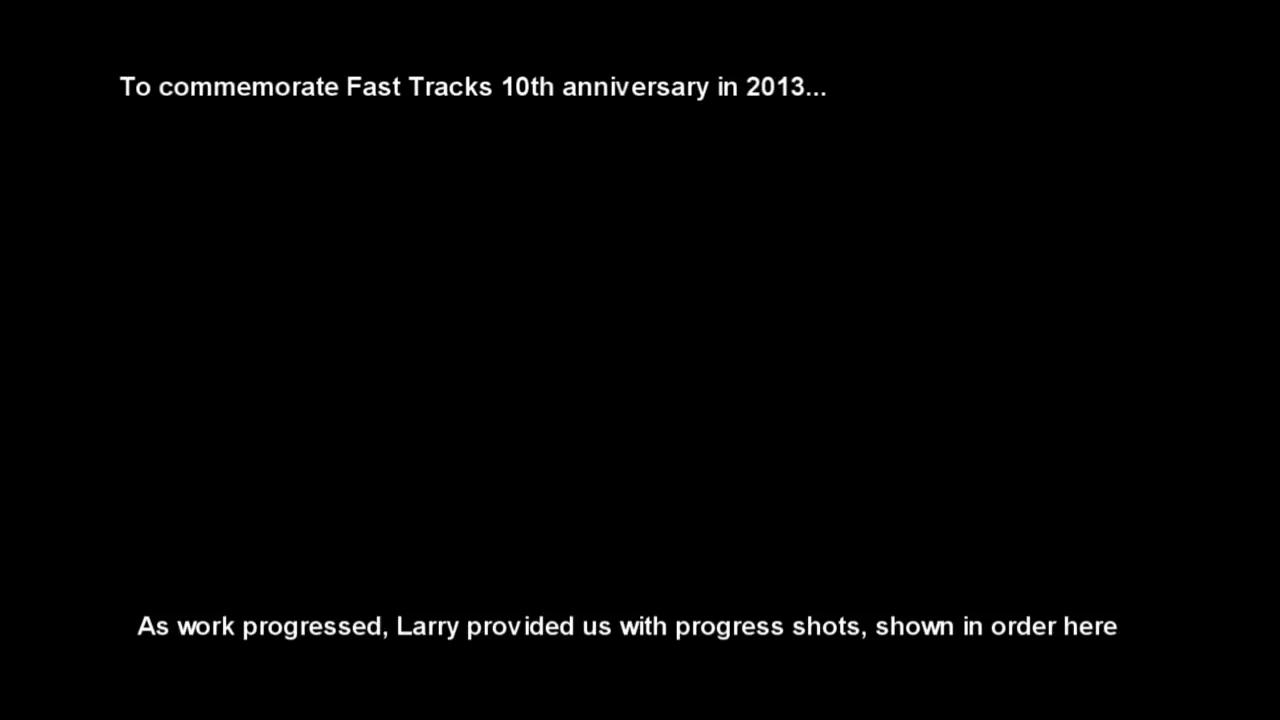 To commemorate Fast Tracks 10th anniversary in 2013...
As work progressed, Larry provided us with progress shots, shown in order here